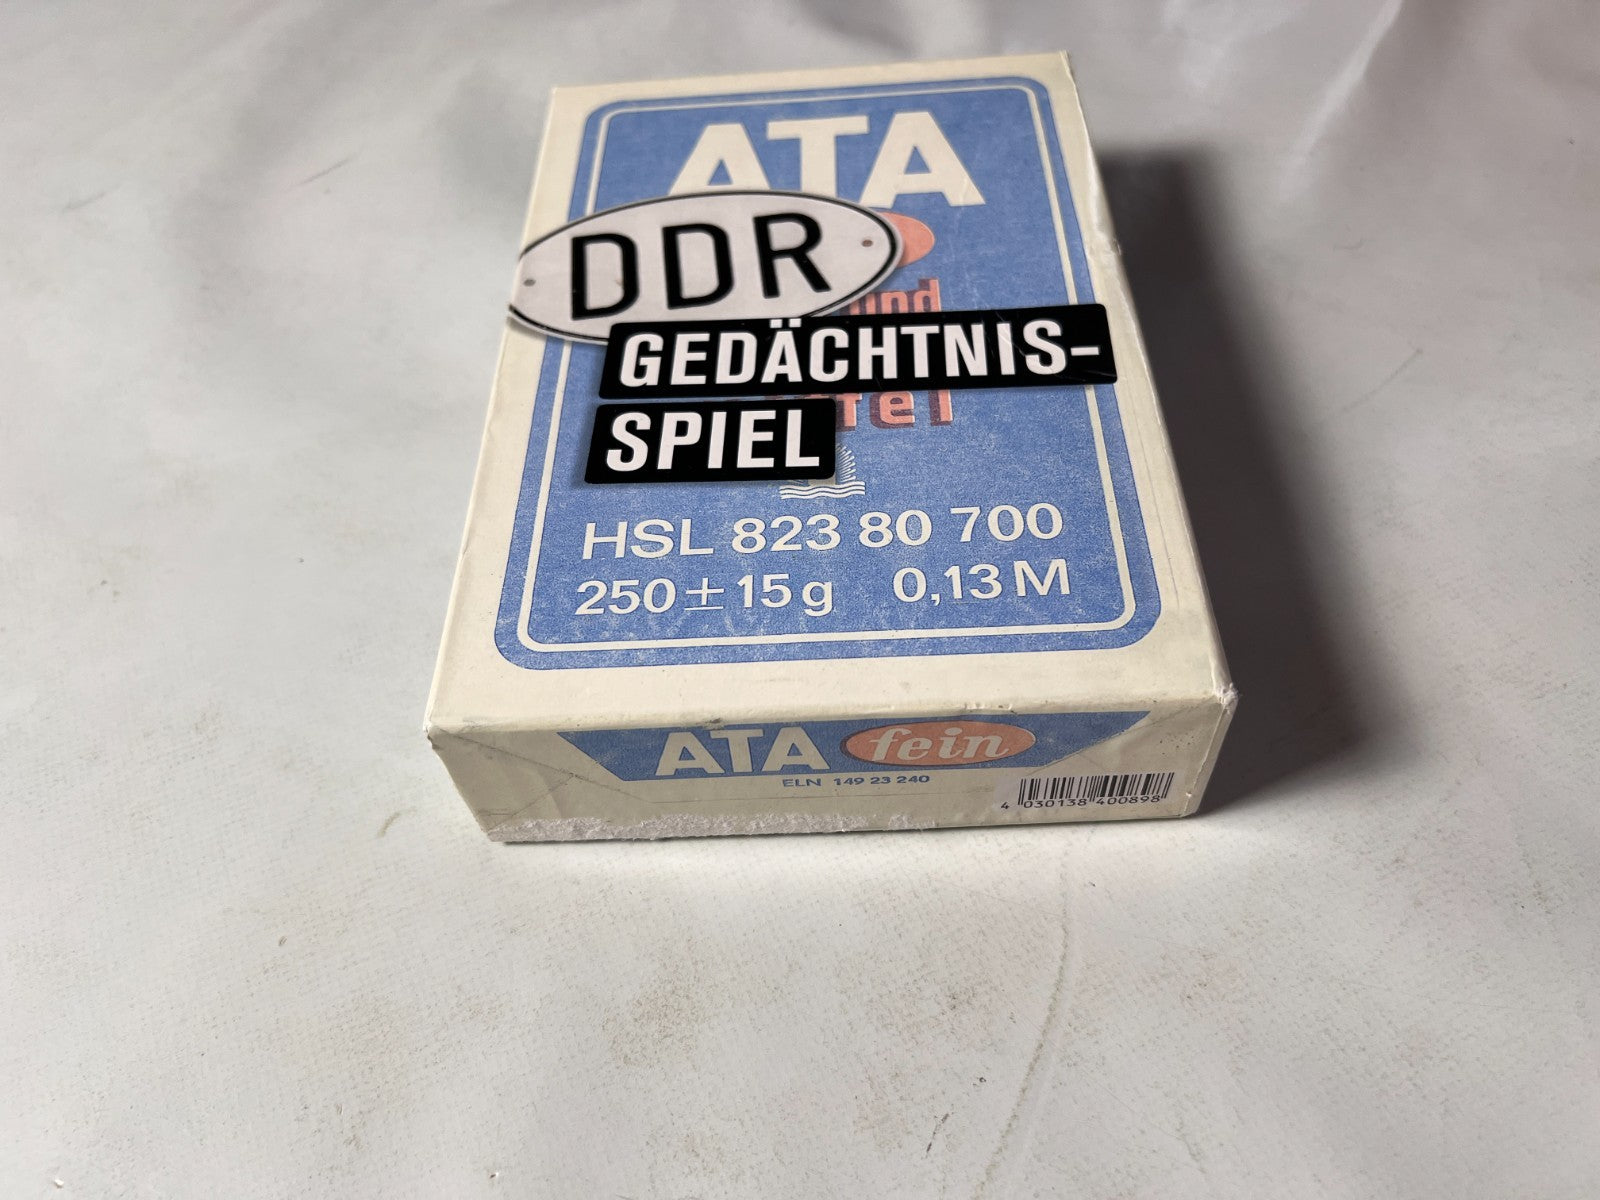 ATA
DDR
GEDÄCHTNIS-
SPIEL
HSL 823 80 700
250 ± 15 g 0,13 M
ATA fein
ELN 149 23 240
4 030138 400898